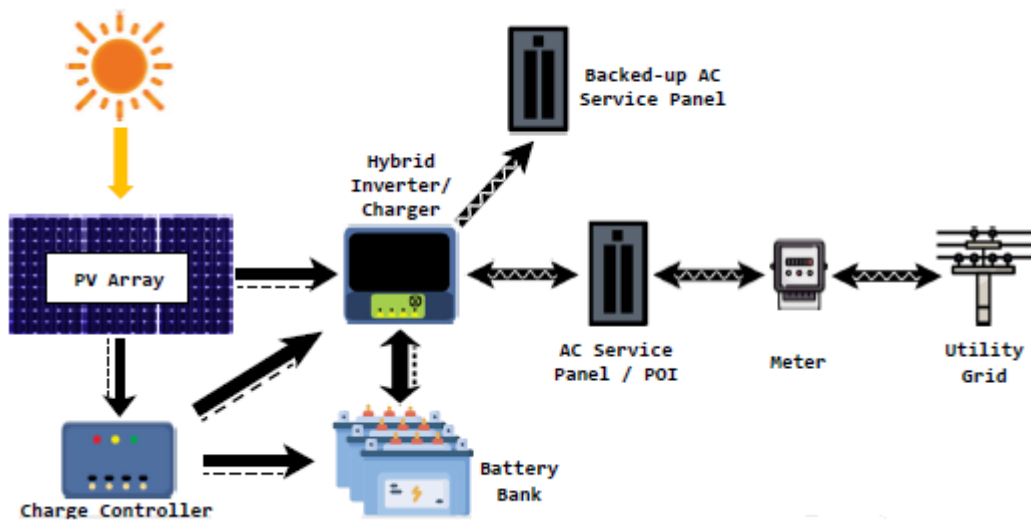 Backed-up AC
Service Panel
Hybrid
Inverter/
Charger
PV Array
AC Service
Panel / POI
Meter
Utility
Grid
Battery
Bank
Charge Controller